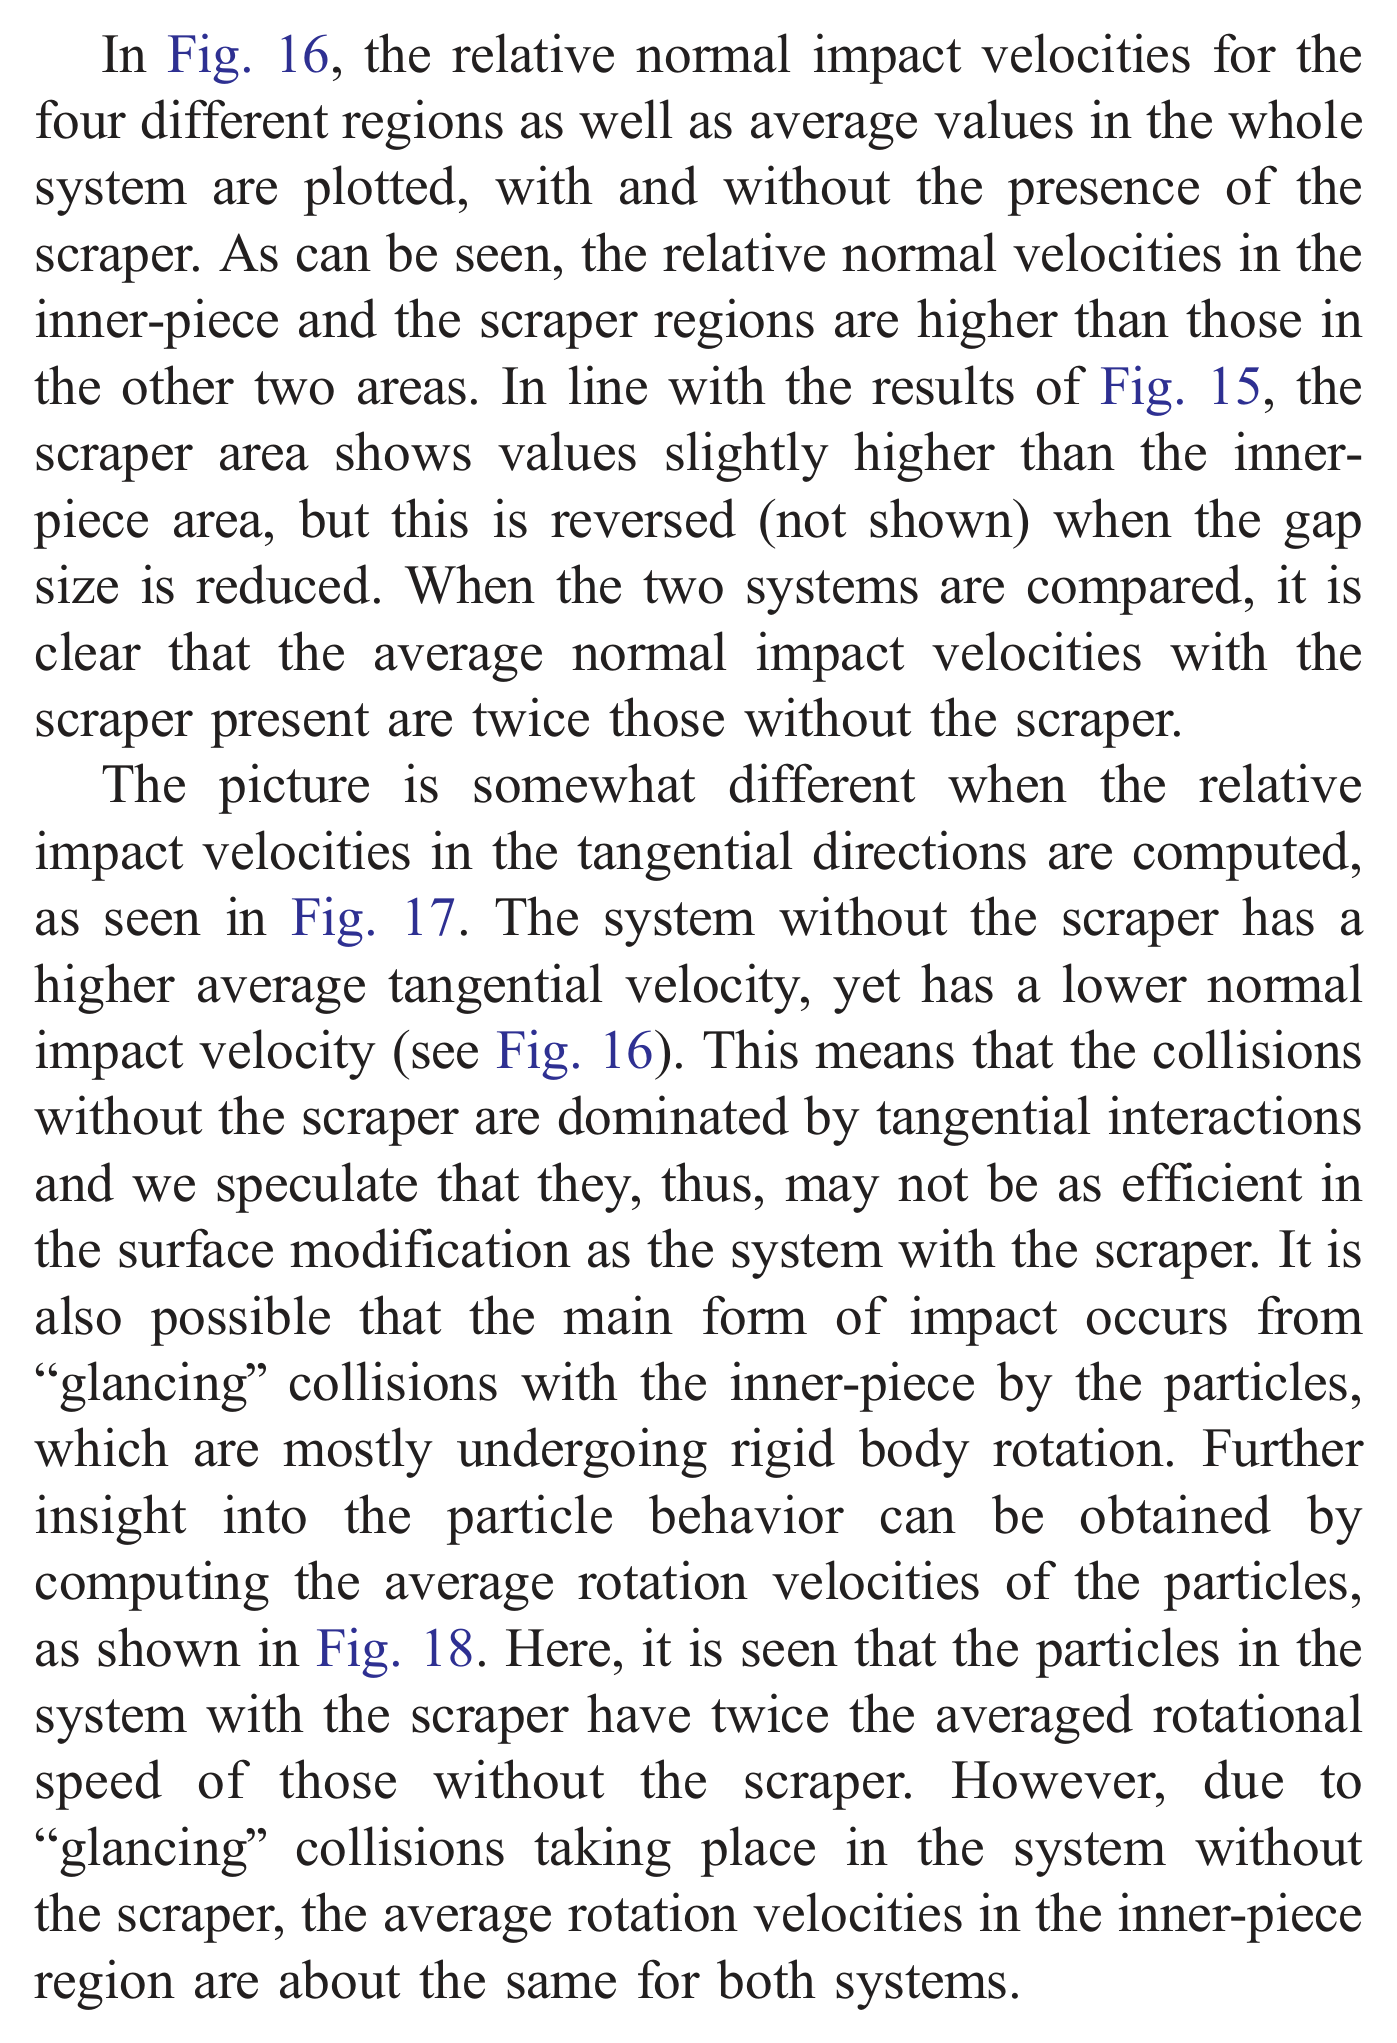 In Fig. 16, the relative normal impact velocities for the
four different regions as well as average values in the whole
system are plotted, with and without the presence of the
scraper. As can be seen, the relative normal velocities in the
inner-piece and the scraper regions are higher than those in
the other two areas. In line with the results of Fig. 15, the
scraper area shows values slightly higher than the inner-
piece area, but this is reversed (not shown) when the gap
size is reduced. When the two systems are compared, it is
clear that the average normal impact velocities with the
scraper present are twice those without the scraper.
The picture is somewhat different when the relative
impact velocities in the tangential directions are computed,
as seen in Fig. 17. The system without the scraper has a
higher average tangential velocity, yet has a lower normal
impact velocity (see Fig. 16). This means that the collisions
without the scraper are dominated by tangential interactions
and we speculate that they, thus, may not be as efficient in
the surface modification as the system with the scraper. It is
also possible that the main form of impact occurs from
“glancing” collisions with the inner-piece by the particles,
which are mostly undergoing rigid body rotation. Further
insight into the particle behavior can be obtained by
computing the average rotation velocities of the particles,
as shown in Fig. 18. Here, it is seen that the particles in the
system with the scraper have twice the averaged rotational
speed of those without the scraper. However, due to
“glancing” collisions taking place in the system without
the scraper, the average rotation velocities in the inner-piece
region are about the same for both systems.